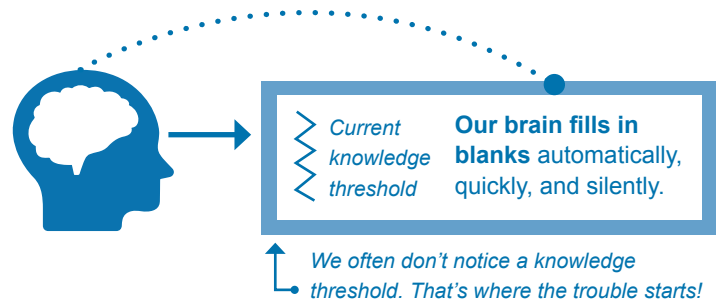 Current
knowledge
threshold
Our brain fills in
blanks automatically,
quickly, and silently.
We often don’t notice a knowledge
threshold. That’s where the trouble starts!